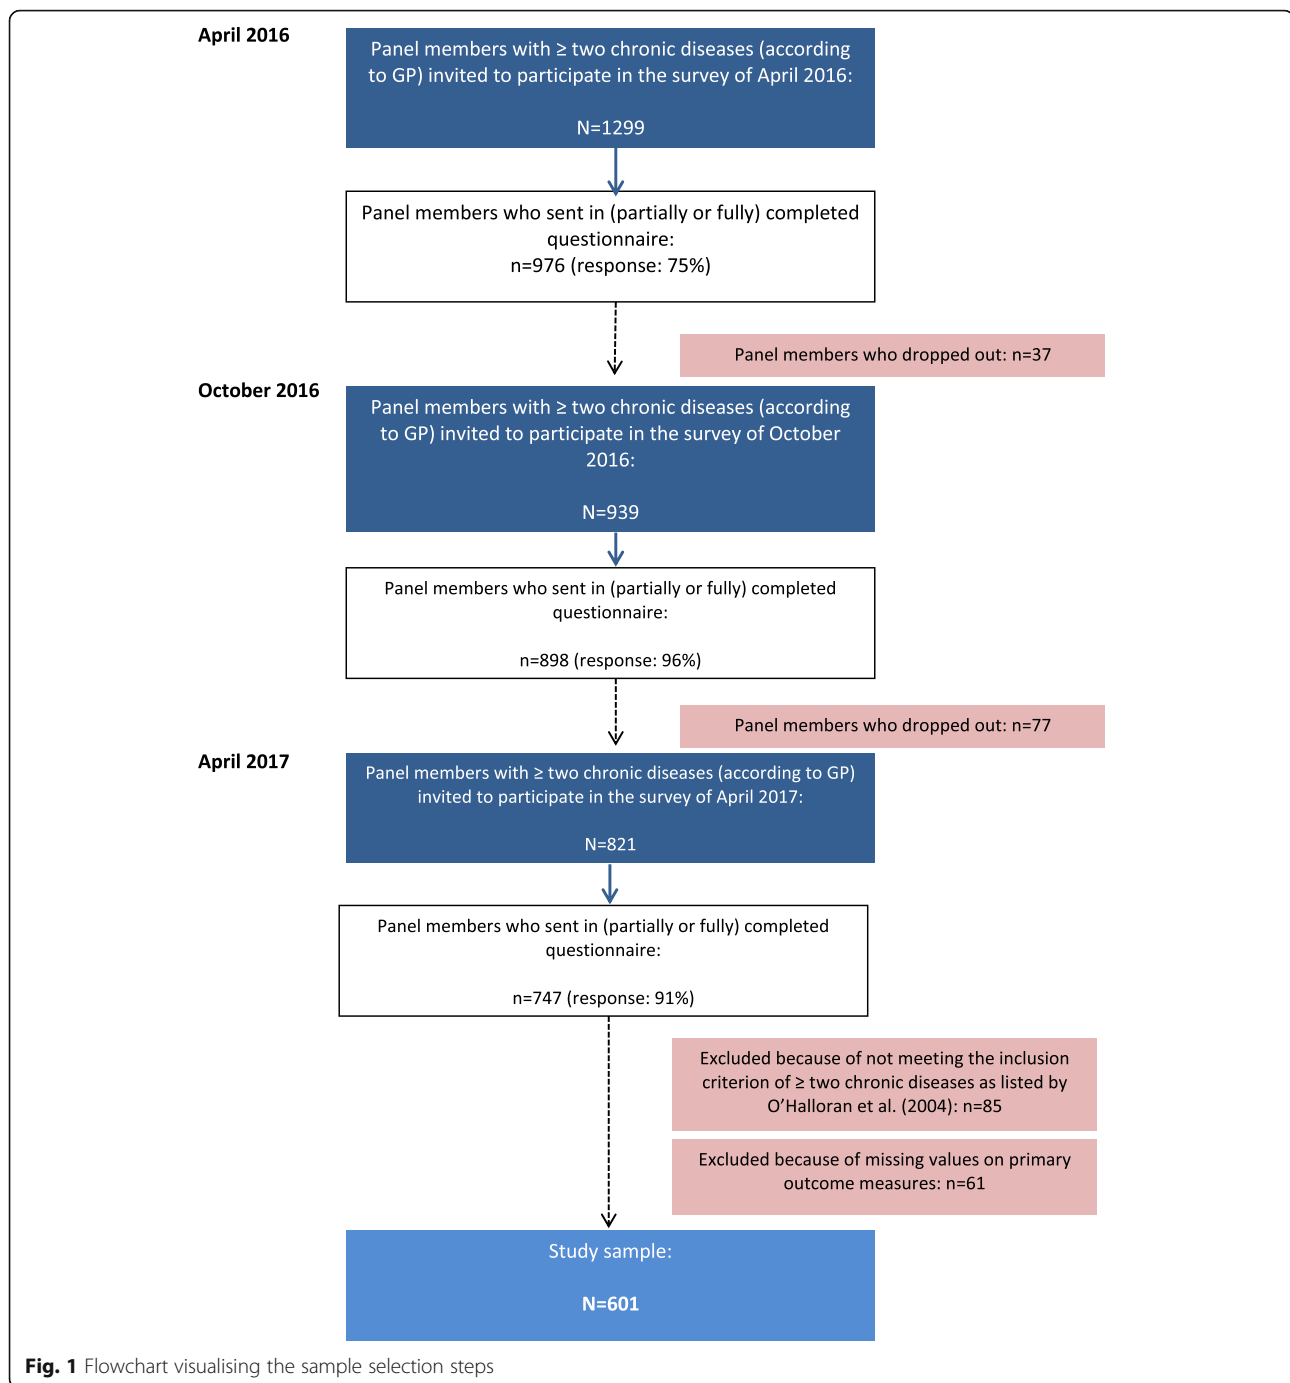 April 2016
Panel members with ≥ two chronic diseases (according
to GP) invited to participate in the survey of April 2016:
N=1299
Panel members who sent in (partially or fully) completed
questionnaire:
n=976 (response: 75%)
Panel members who dropped out: n=37
October 2016
Panel members with ≥ two chronic diseases (according
to GP) invited to participate in the survey of October
2016:
N=939
Panel members who sent in (partially or fully) completed
questionnaire:
n=898 (response: 96%)
Panel members who dropped out: n=77
April 2017
Panel members with ≥ two chronic diseases (according to GP)
invited to participate in the survey of April 2017:
N=821
Panel members who sent in (partially or fully) completed
questionnaire:
n=747 (response: 91%)
Excluded because of not meeting the inclusion
criterion of ≥ two chronic diseases as listed by
O’Halloran et al. (2004): n=85
Excluded because of missing values on primary
outcome measures: n=61
Study sample:
N=601
Fig. 1 Flowchart visualising the sample selection steps